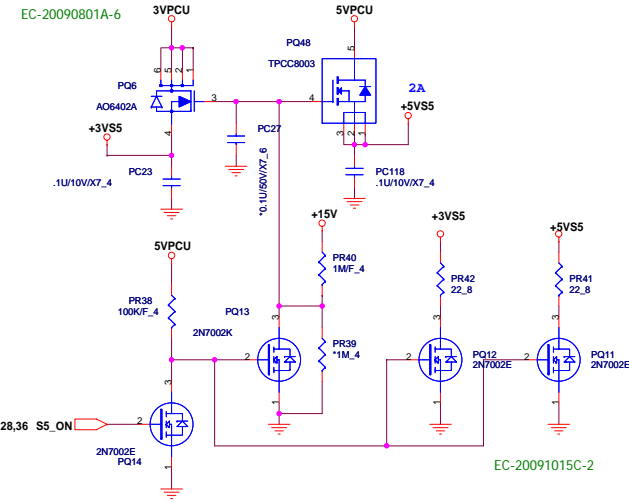 EC-20090801A-6
3VPCU
5VPCU
PQ48
TPCC8003
5
6
5
2
1
PQ6
AO6402A
3
4
2A
+5VS5
4
3
2
1
+3VS5
PC27
*0.1U/50V/X7_6
PC23
.1U/10V/X7_4
PC118
.1U/10V/X7_4
+15V
+3VS5
+5VS5
5VPCU
PR40
1M/F_4
PR42
22_8
PR41
22_8
PR38
100K/F_4
PQ13
2N7002K
3
2
1
PR39
*1M_4
3
2
1
PQ12
2N7002E
3
2
1
PQ11
2N7002E
28,36 S5_ON
3
2
1
2N7002E
PQ14
EC-20091015C-2